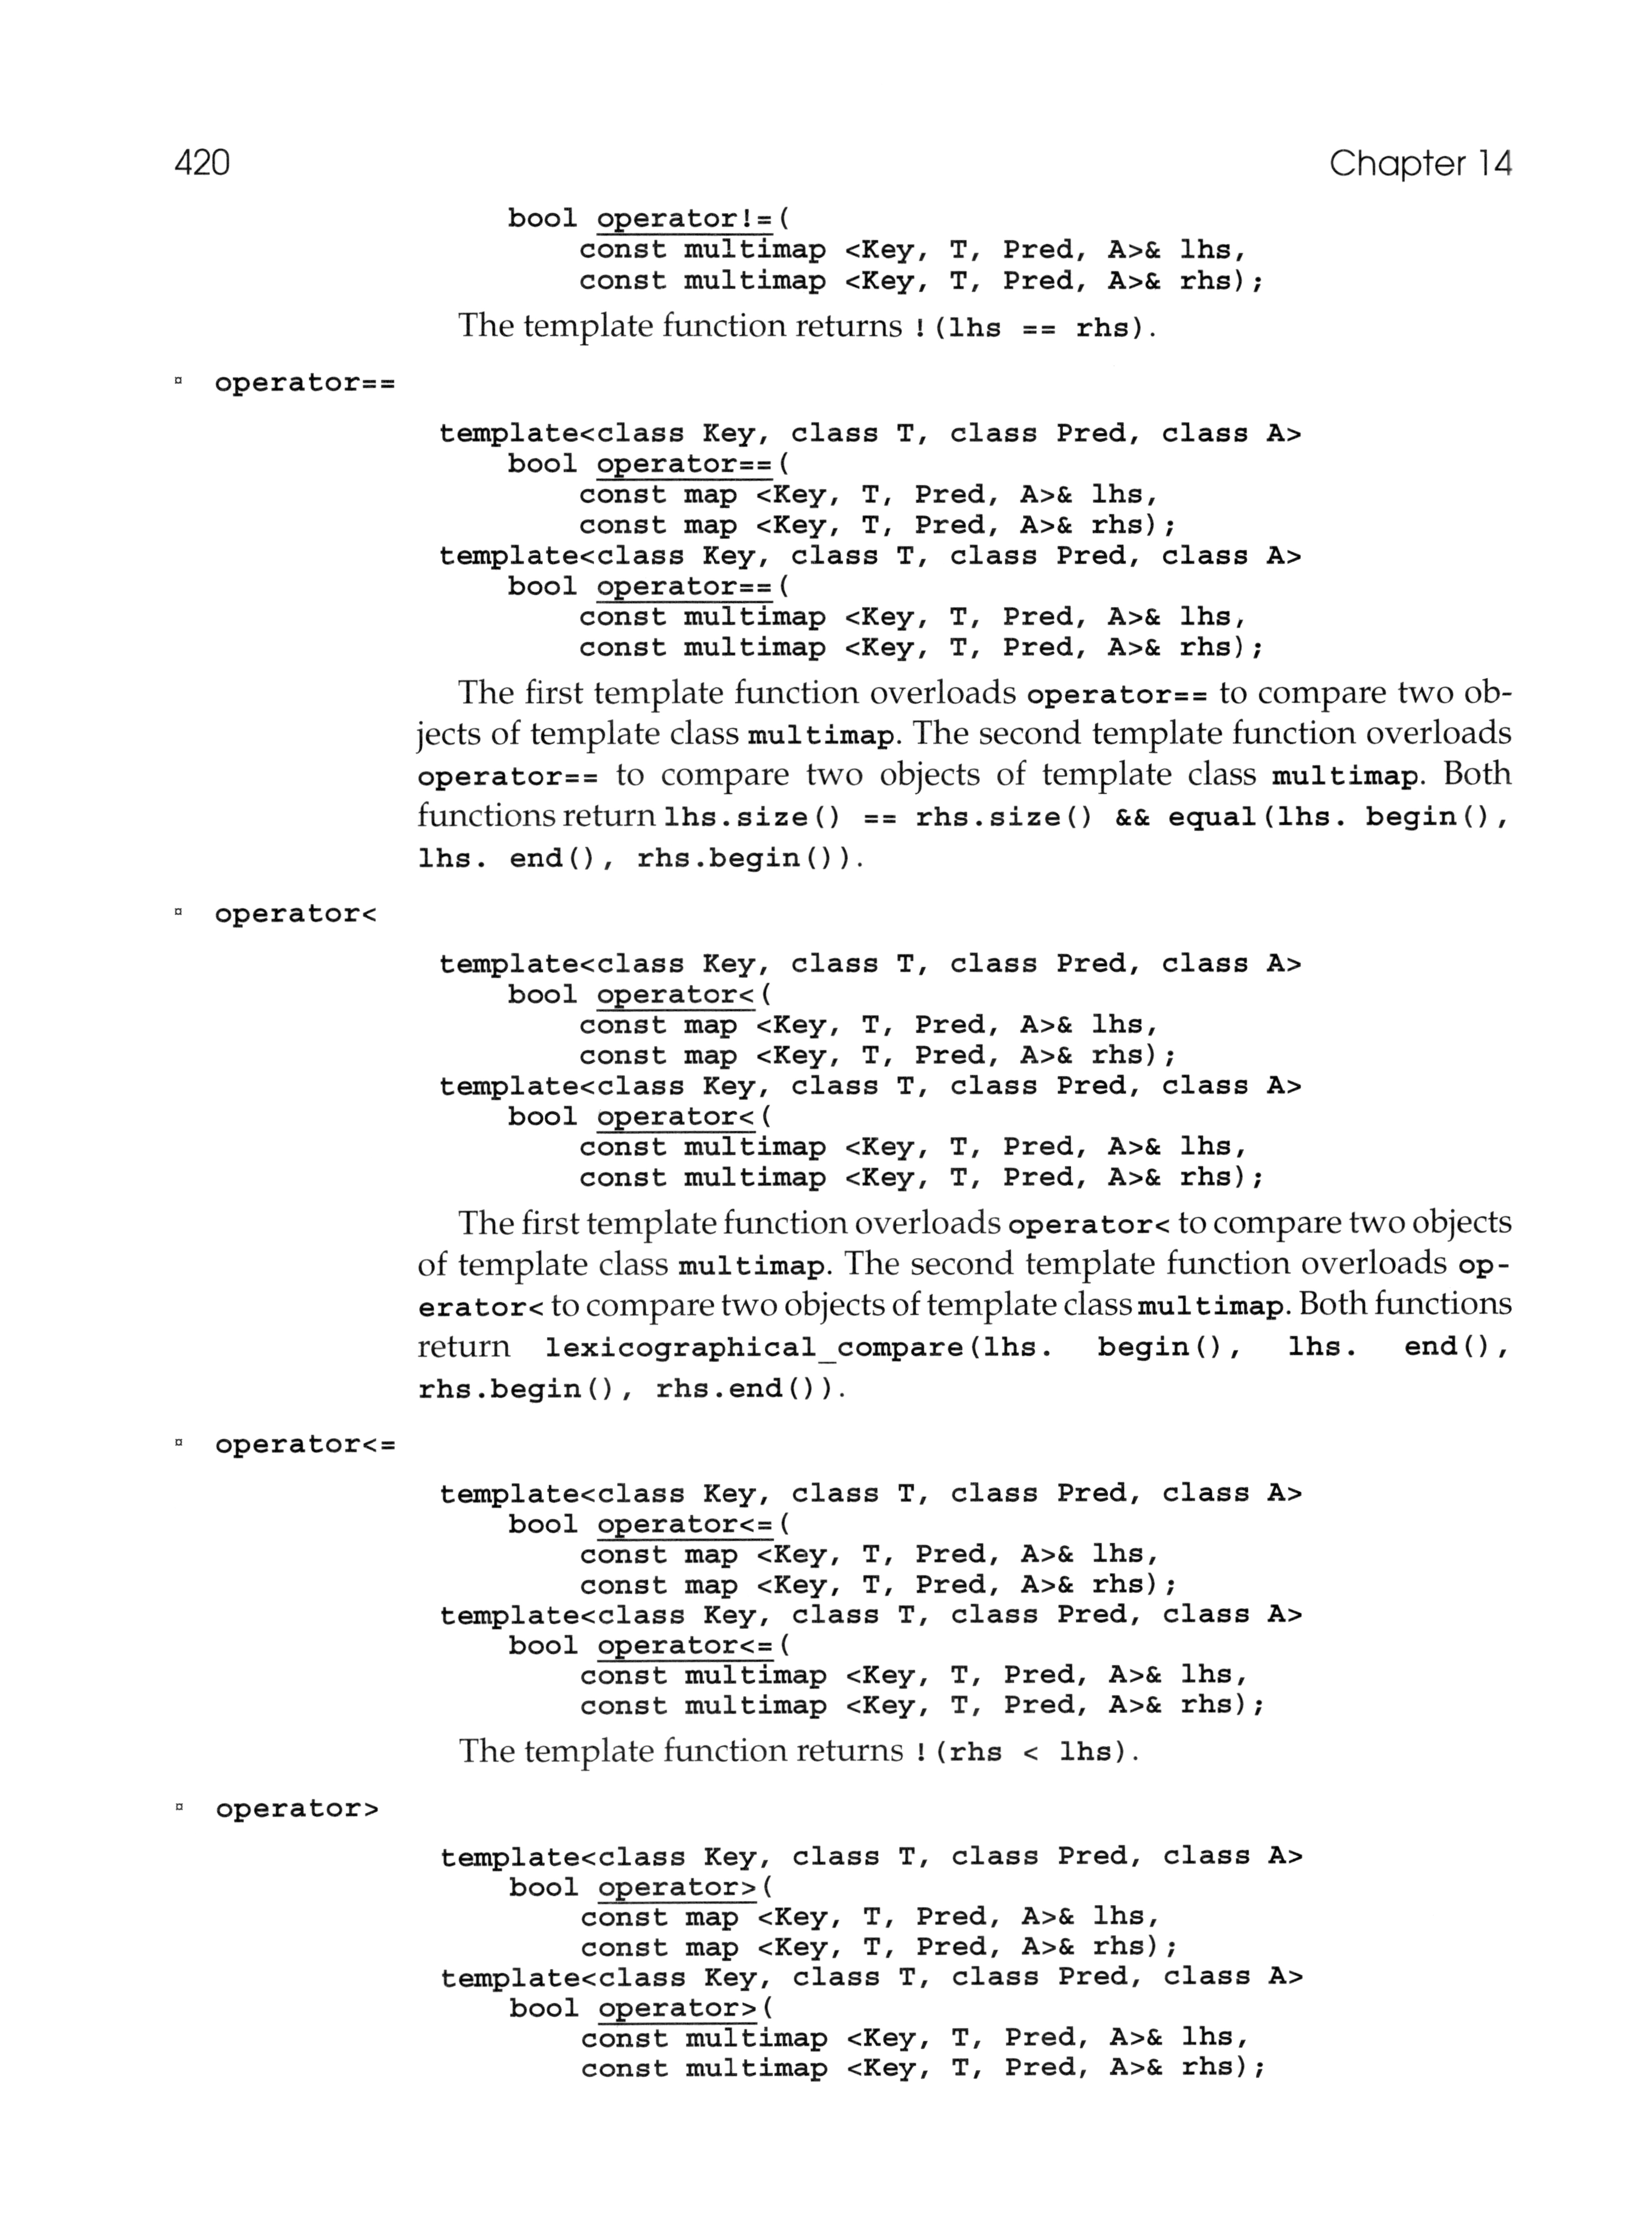 420 Chapter 14
bool operator!=(
const multimap <Key, T, Pred, A>& lhs,
const multimap <Key, T, Pred, A>& rhs);
The template function returns !(lhs == rhs).
▫ operator==
template<class Key, class T, class Pred, class A>
bool operator==(
const map <Key, T, Pred, A>& lhs,
const map <Key, T, Pred, A>& rhs);
template<class Key, class T, class Pred, class A>
bool operator==(
const multimap <Key, T, Pred, A>& lhs,
const multimap <Key, T, Pred, A>& rhs);
The first template function overloads operator== to compare two ob-
jects of template class multimap. The second template function overloads
operator== to compare two objects of template class multimap. Both
functions return lhs.size() == rhs.size() && equal(lhs. begin(),
lhs. end(), rhs.begin()).
▫ operator<
template<class Key, class T, class Pred, class A>
bool operator<(
const map <Key, T, Pred, A>& lhs,
const map <Key, T, Pred, A>& rhs);
template<class Key, class T, class Pred, class A>
bool operator<(
const multimap <Key, T, Pred, A>& lhs,
const multimap <Key, T, Pred, A>& rhs);
The first template function overloads operator< to compare two objects
of template class multimap. The second template function overloads op-
erator< to compare two objects of template class multimap. Both functions
return lexicographical_compare(lhs. begin(), lhs. end(),
rhs.begin(), rhs.end()).
▫ operator<=
template<class Key, class T, class Pred, class A>
bool operator<=(
const map <Key, T, Pred, A>& lhs,
const map <Key, T, Pred, A>& rhs);
template<class Key, class T, class Pred, class A>
bool operator<=(
const multimap <Key, T, Pred, A>& lhs,
const multimap <Key, T, Pred, A>& rhs);
The template function returns !(rhs < lhs).
▫ operator>
template<class Key, class T, class Pred, class A>
bool operator>(
const map <Key, T, Pred, A>& lhs,
const map <Key, T, Pred, A>& rhs);
template<class Key, class T, class Pred, class A>
bool operator>(
const multimap <Key, T, Pred, A>& lhs,
const multimap <Key, T, Pred, A>& rhs);